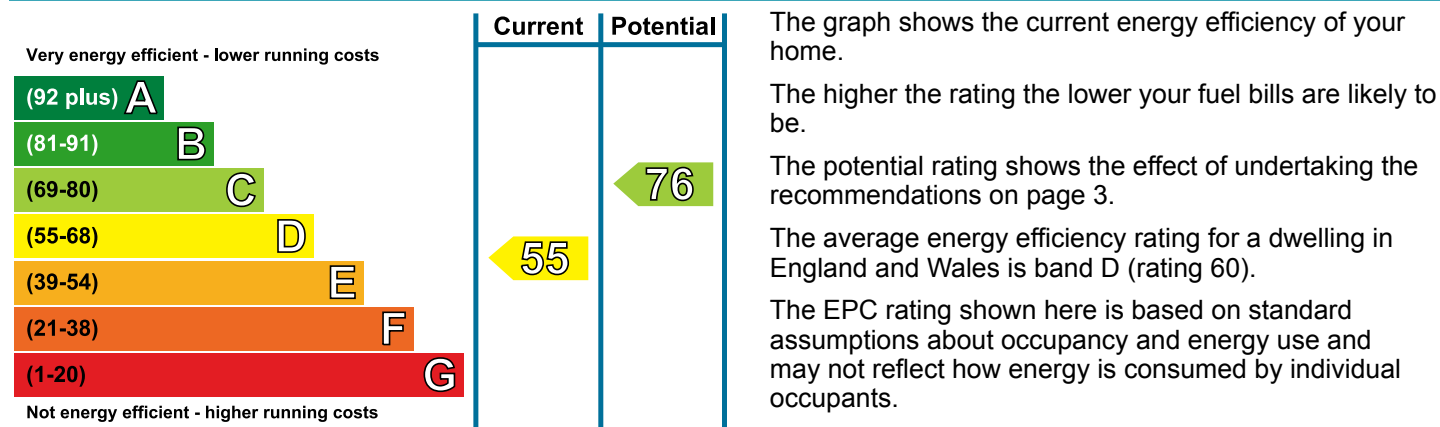 Current Potential
Very energy efficient - lower running costs
(92 plus) A
(81-91) B
(69-80) C
(55-68) D
(39-54) E
(21-38) F
(1-20) G
Not energy efficient - higher running costs
76
55
The graph shows the current energy efficiency of your
home.
The higher the rating the lower your fuel bills are likely to
be.
The potential rating shows the effect of undertaking the
recommendations on page 3.
The average energy efficiency rating for a dwelling in
England and Wales is band D (rating 60).
The EPC rating shown here is based on standard
assumptions about occupancy and energy use and
may not reflect how energy is consumed by individual
occupants.